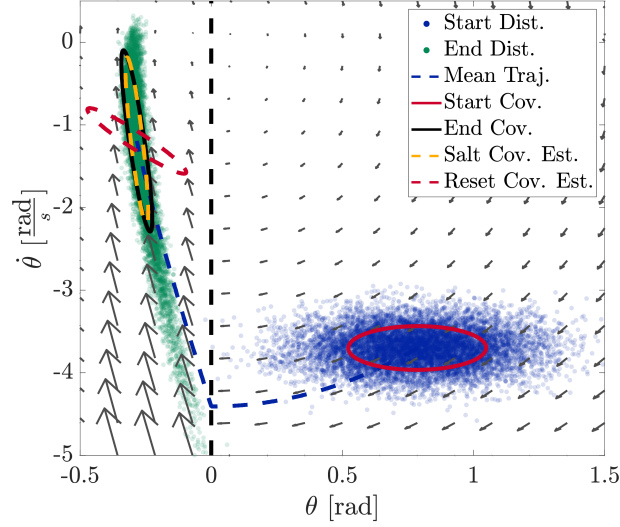 Start Dist.
End Dist.
Mean Traj.
Start Cov.
End Cov.
Salt Cov. Est.
Reset Cov. Est.
0
-1
-2
-3
-4
-5
θ̇ [rad/s]
-0.5 0 0.5 1 1.5
θ [rad]